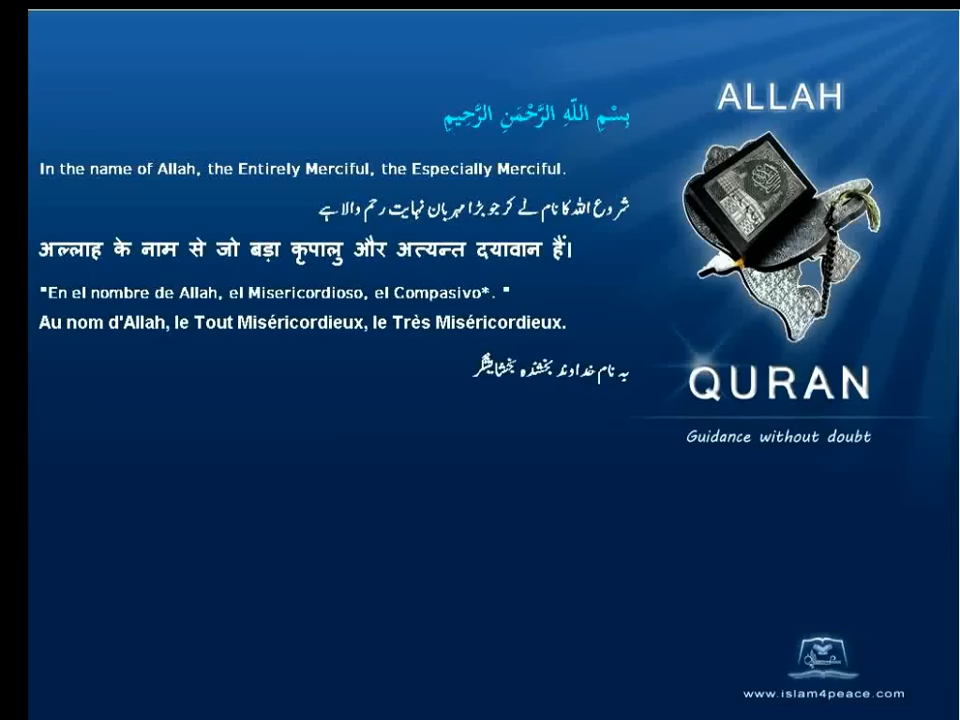 بِسْمِ اللَّهِ الرَّحْمَنِ الرَّحِيمِ
In the name of Allah, the Entirely Merciful, the Especially Merciful.
شروع اللہ کا نام لے کر جو بڑا مہربان نہایت رحم والا ہے
अल्लाह के नाम से जो बड़ा कृपालु और अत्यन्त दयावान हैं।
"En el nombre de Allah, el Misericordioso, el Compasivo*. "
Au nom d'Allah, le Tout Miséricordieux, le Très Miséricordieux.
به نام خداوند بخشنده بخشایشگر
ALLAH
QURAN
Guidance without doubt
www.islam4peace.com